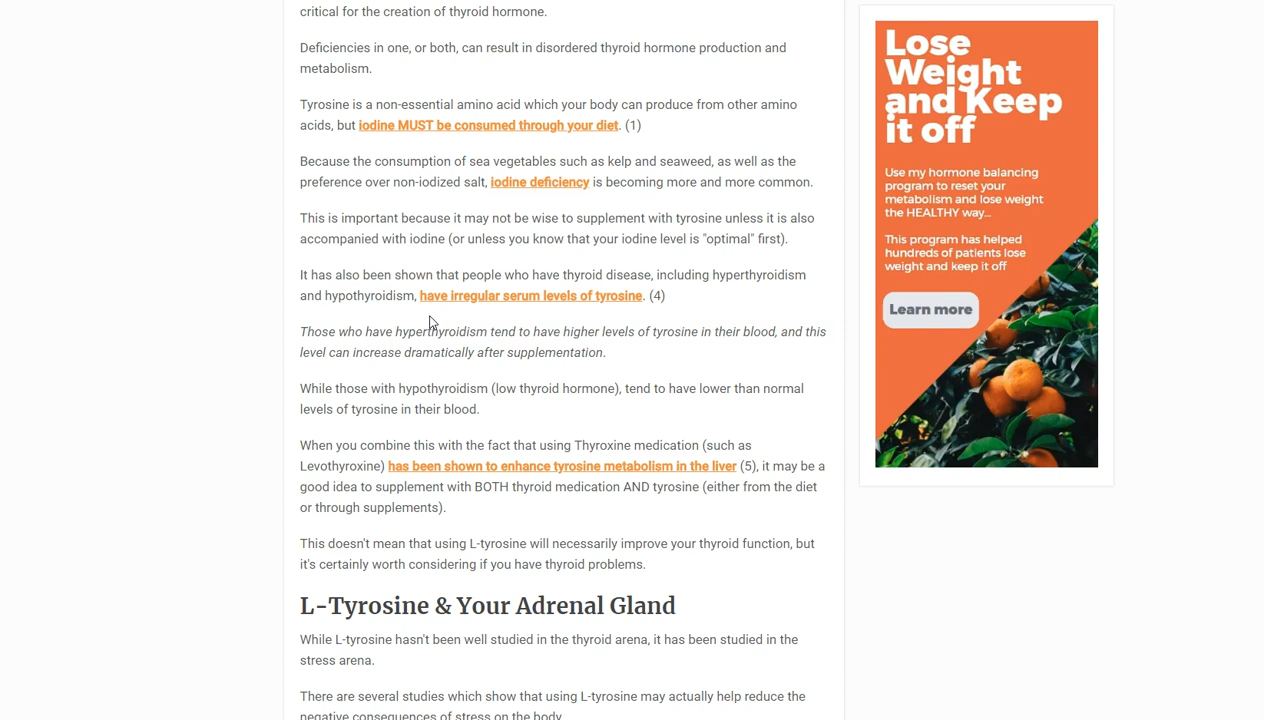 critical for the creation of thyroid hormone.
Deficiencies in one, or both, can result in disordered thyroid hormone production and
metabolism.
Tyrosine is a non-essential amino acid which your body can produce from other amino
acids, but iodine MUST be consumed through your diet. (1)
Because the consumption of sea vegetables such as kelp and seaweed, as well as the
preference over non-iodized salt, iodine deficiency is becoming more and more common.
This is important because it may not be wise to supplement with tyrosine unless it is also
accompanied with iodine (or unless you know that your iodine level is "optimal" first).
It has also been shown that people who have thyroid disease, including hyperthyroidism
and hypothyroidism, have irregular serum levels of tyrosine. (4)
Those who have hyperthyroidism tend to have higher levels of tyrosine in their blood, and this
level can increase dramatically after supplementation.
While those with hypothyroidism (low thyroid hormone), tend to have lower than normal
levels of tyrosine in their blood.
When you combine this with the fact that using Thyroxine medication (such as
Levothyroxine) has been shown to enhance tyrosine metabolism in the liver (5), it may be a
good idea to supplement with BOTH thyroid medication AND tyrosine (either from the diet
or through supplements).
This doesn't mean that using L-tyrosine will necessarily improve your thyroid function, but
it's certainly worth considering if you have thyroid problems.
L-Tyrosine & Your Adrenal Gland
While L-tyrosine hasn't been well studied in the thyroid arena, it has been studied in the
stress arena.
There are several studies which show that using L-tyrosine may actually help reduce the
negative consequences of stress on the body.
Lose
Weight
and Keep
it off
Use my hormone balancing
program to reset your
metabolism and lose weight
the HEALTHY way...
This program has helped
hundreds of patients lose
weight and keep it off
Learn more